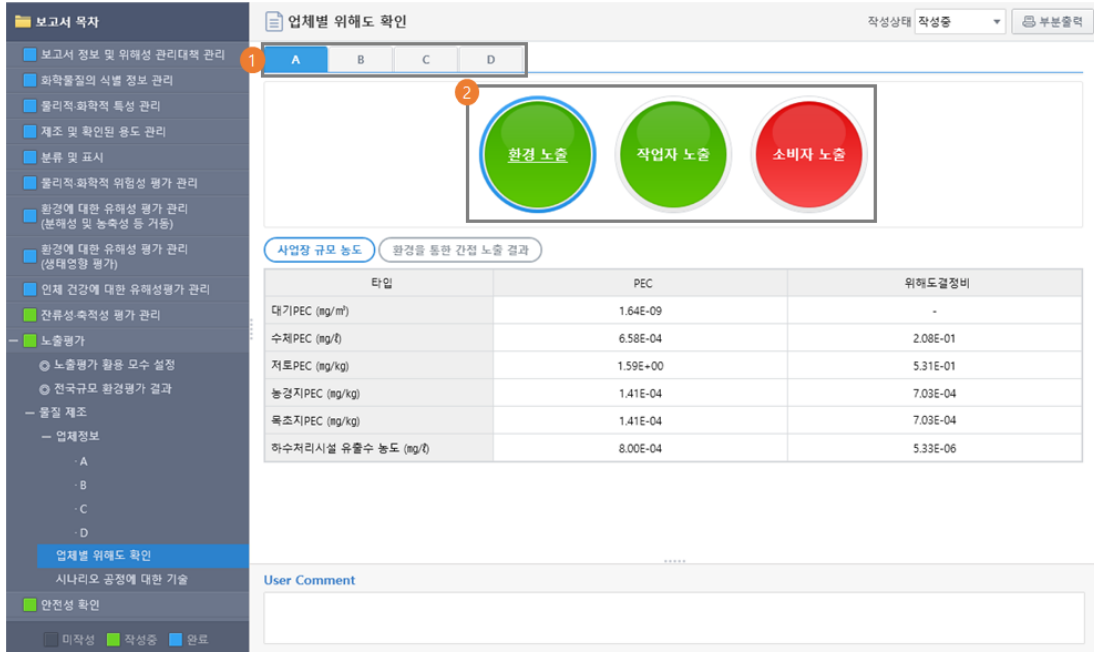 보고서 목차
보고서 정보 및 위해성 관리대책 관리
화학물질의 식별 정보 관리
물리적·화학적 특성 관리
제조 및 확인된 용도 관리
분류 및 표시
물리적·화학적 위험성 평가 관리
환경에 대한 유해성 평가 관리
(분해성 및 농축성 등 거동)
환경에 대한 유해성 평가 관리
(생태영향 평가)
인체 건강에 대한 유해성평가 관리
잔류성·축적성 평가 관리
노출평가
◎ 노출평가 활용 모수 설정
◎ 전국규모 환경평가 결과
물질 제조
업체정보
· A
· B
· C
· D
업체별 위해도 확인
시나리오 공정에 대한 기술
안전성 확인
미작성 작성중 완료
업체별 위해도 확인
작성상태 작성중 부분출력
1
A B C D
2
환경 노출 작업자 노출 소비자 노출
사업장 규모 농도 환경을 통한 간접 노출 결과
타입 PEC 위해도결정비
대기PEC (mg/m³) 1.64E-09 -
수체PEC (mg/ℓ) 6.58E-04 2.08E-01
저토PEC (mg/kg) 1.59E+00 5.31E-01
농경지PEC (mg/kg) 1.41E-04 7.03E-04
목초지PEC (mg/kg) 1.41E-04 7.03E-04
하수처리시설 유출수 농도 (mg/ℓ) 8.00E-04 5.33E-06
User Comment